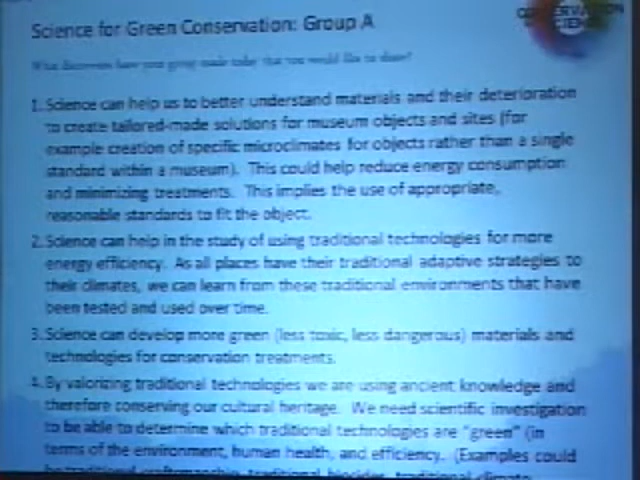 Science for Green Conservation: Group A
What discoveries have your group made today that you would like to share?
1. Science can help us to better understand materials and their deterioration
to create tailored-made solutions for museum objects and sites (for
example creation of specific microclimates for objects rather than a single
standard within a museum). This could help reduce energy consumption
and minimizing treatments. This implies the use of appropriate,
reasonable standards to fit the object.
2. Science can help in the study of using traditional technologies for more
energy efficiency. As all places have their traditional adaptive strategies to
their climates, we can learn from these traditional environments that have
been tested and used over time.
3. Science can develop more green (less toxic, less dangerous) materials and
technologies for conservation treatments.
4. By valorizing traditional technologies we are using ancient knowledge and
therefore conserving our cultural heritage. We need scientific investigation
to be able to determine which traditional technologies are "green" (in
terms of the environment, human health, and efficiency. (Examples could
be traditional craftmanship, traditional biocides, traditional climate